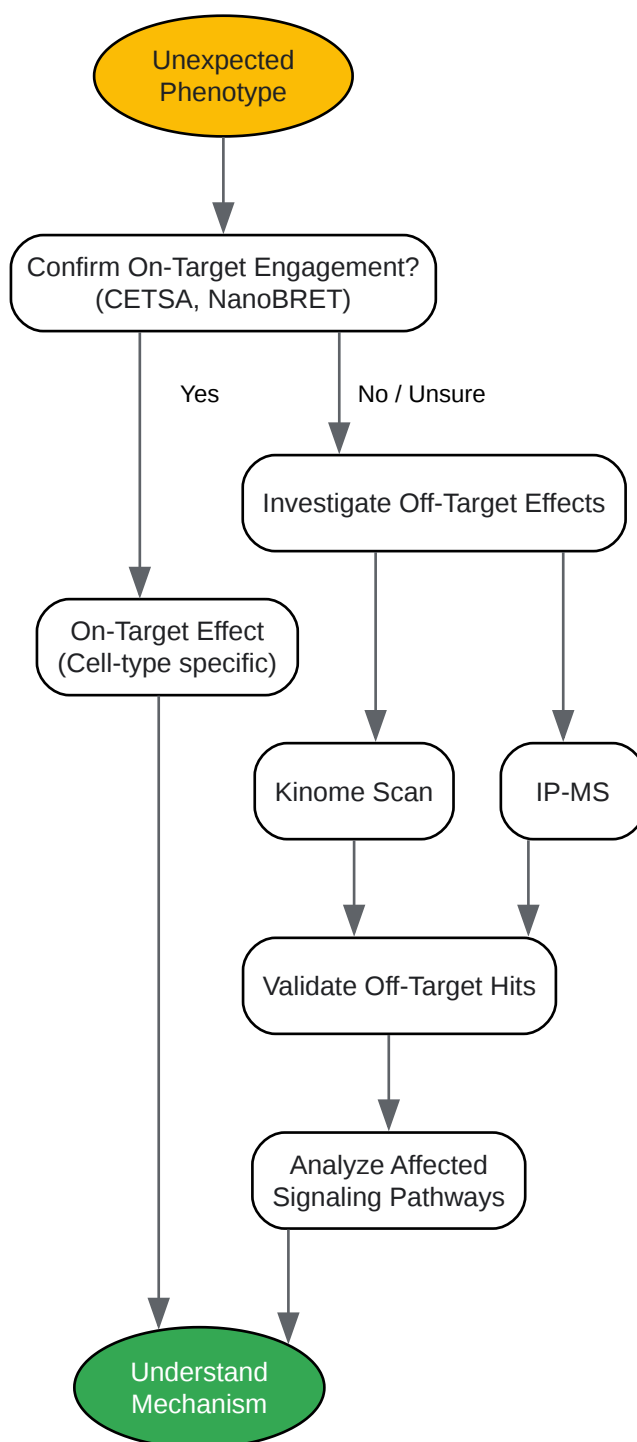 Unexpected
Phenotype
Confirm On-Target Engagement?
(CETSA, NanoBRET)
Yes
No / Unsure
Investigate Off-Target Effects
On-Target Effect
(Cell-type specific)
Kinome Scan
IP-MS
Validate Off-Target Hits
Analyze Affected
Signaling Pathways
Understand
Mechanism